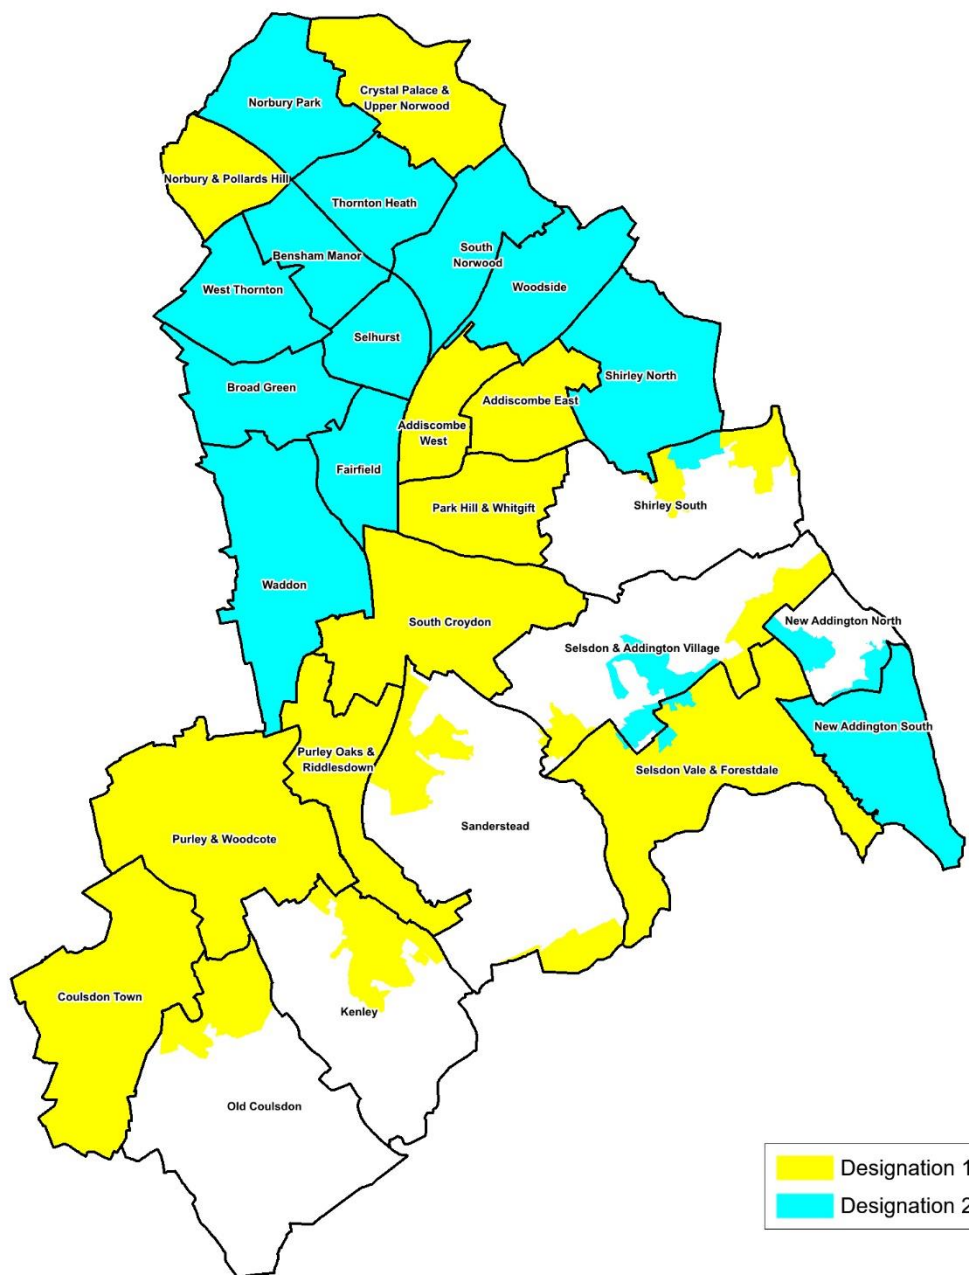 Crystal Palace &
Upper Norwood
Norbury Park
Norbury & Pollards Hill
Thornton Heath
Bensham Manor
South
Norwood
West Thornton
Woodside
Selhurst
Shirley North
Broad Green
Addiscombe East
Addiscombe
West
Fairfield
Park Hill & Whitgift
Shirley South
Waddon
South Croydon
New Addington North
Selsdon & Addington Village
New Addington South
Purley Oaks &
Riddlesdown
Selsdon Vale & Forestdale
Sanderstead
Purley & Woodcote
Coulsdon Town
Kenley
Old Coulsdon
Designation 1
Designation 2